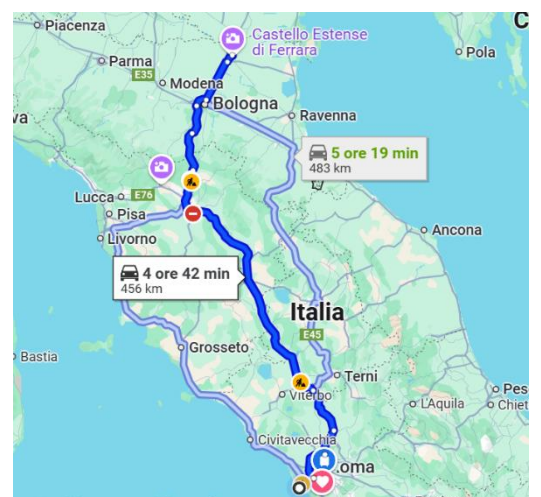 C
Piacenza
Castello Estense
di Ferrara
Pola
Parma
E35
Modena
Bologna
va
Ravenna
5 ore 19 min
483 km
Lucca
E76
Pisa
Livorno
Ancona
4 ore 42 min
456 km
Italia
E45
Grosseto
Bastia
Terni
Viterbo
Pes
L'Aquila
Chiet
Civitavecchia
oma